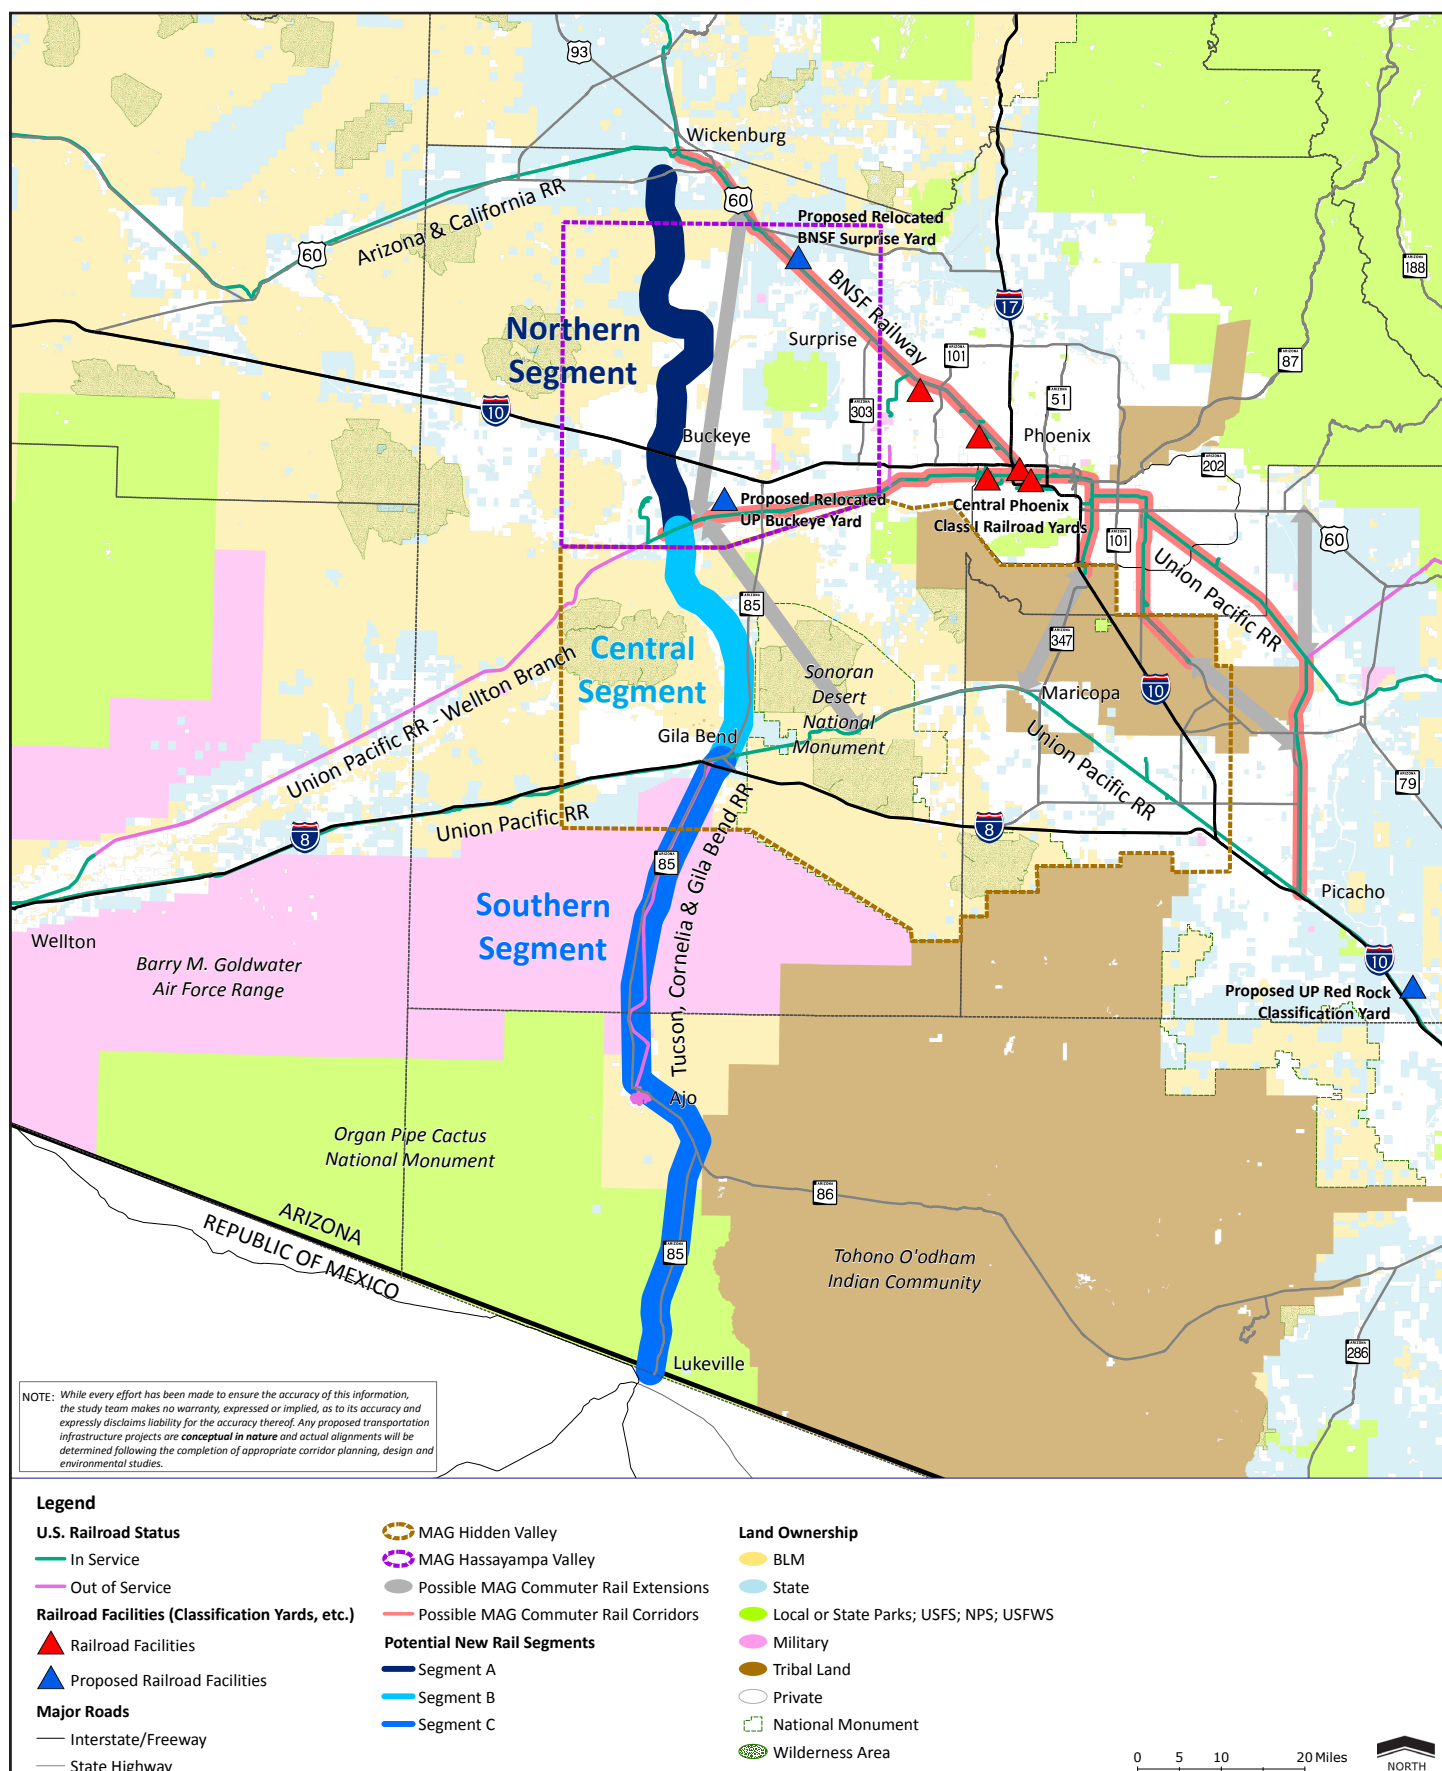 93
Wickenburg
60
Arizona & California RR
60
Proposed Relocated
BNSF Surprise Yard
BNSF Railway
188
17
Northern
Segment
Surprise
101
87
10
303
51
Buckeye
Phoenix
202
Proposed Relocated
UP Buckeye Yard
Central Phoenix
Class I Railroad Yards
101
60
Union Pacific RR
85
347
Central
Segment
Union Pacific RR - Wellton Branch
Sonoran
Desert
National
Monument
Maricopa
10
Gila Bend
Union Pacific RR
79
8
Union Pacific RR
8
85
Tucson, Cornelia & Gila Bend RR
Picacho
Southern
Segment
Wellton
Barry M. Goldwater
Air Force Range
10
Proposed UP Red Rock
Classification Yard
Ajo
Organ Pipe Cactus
National Monument
86
ARIZONA
REPUBLIC OF MEXICO
85
Tohono O'odham
Indian Community
286
Lukeville
NOTE: While every effort has been made to ensure the accuracy of this information,
the study team makes no warranty, expressed or implied, as to its accuracy and
expressly disclaims liability for the accuracy thereof. Any proposed transportation
infrastructure projects are conceptual in nature and actual alignments will be
determined following the completion of appropriate corridor planning, design and
environmental studies.
Legend
U.S. Railroad Status
In Service
Out of Service
Railroad Facilities (Classification Yards, etc.)
Railroad Facilities
Proposed Railroad Facilities
Major Roads
Interstate/Freeway
State Highway
MAG Hidden Valley
MAG Hassayampa Valley
Possible MAG Commuter Rail Extensions
Possible MAG Commuter Rail Corridors
Potential New Rail Segments
Segment A
Segment B
Segment C
Land Ownership
BLM
State
Local or State Parks; USFS; NPS; USFWS
Military
Tribal Land
Private
National Monument
Wilderness Area
0 5 10 20 Miles
NORTH